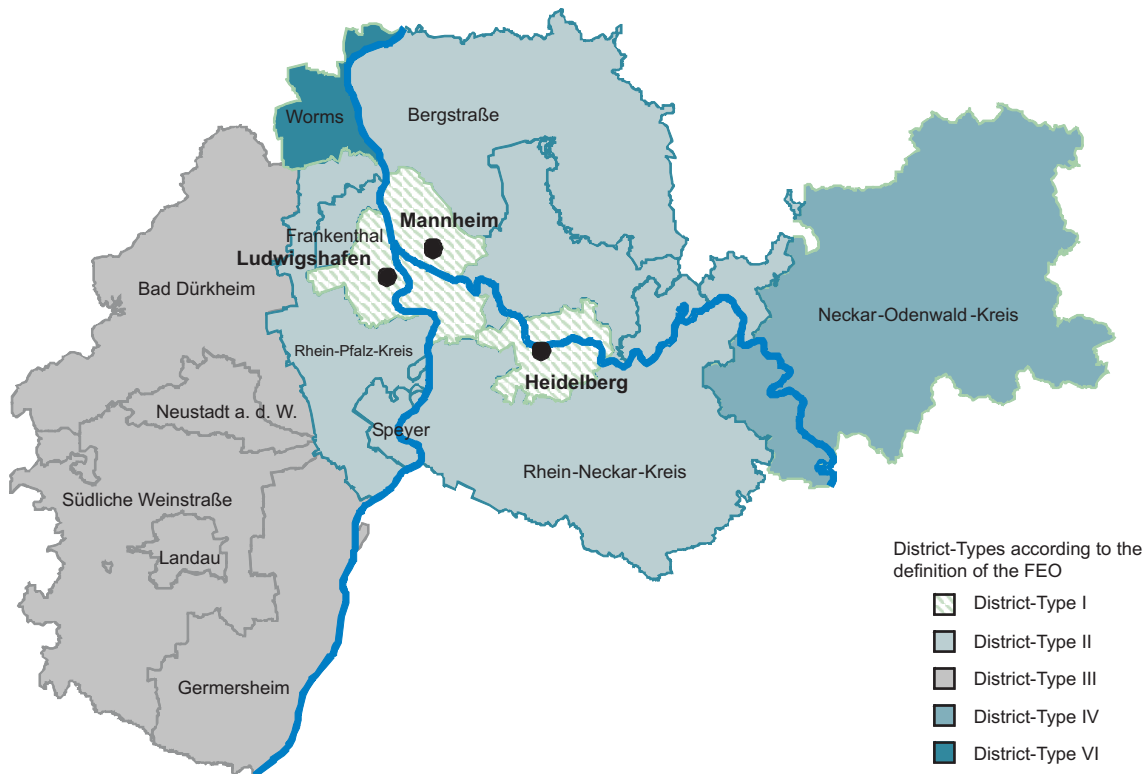 Worms
Bergstraße
Mannheim
Frankenthal
Ludwigshafen
Bad Dürkheim
Neckar-Odenwald-Kreis
Rhein-Pfalz-Kreis
Heidelberg
Neustadt a. d. W.
Speyer
Rhein-Neckar-Kreis
Südliche Weinstraße
Landau
Germersheim
District-Types according to the
definition of the FEO
District-Type I
District-Type II
District-Type III
District-Type IV
District-Type VI